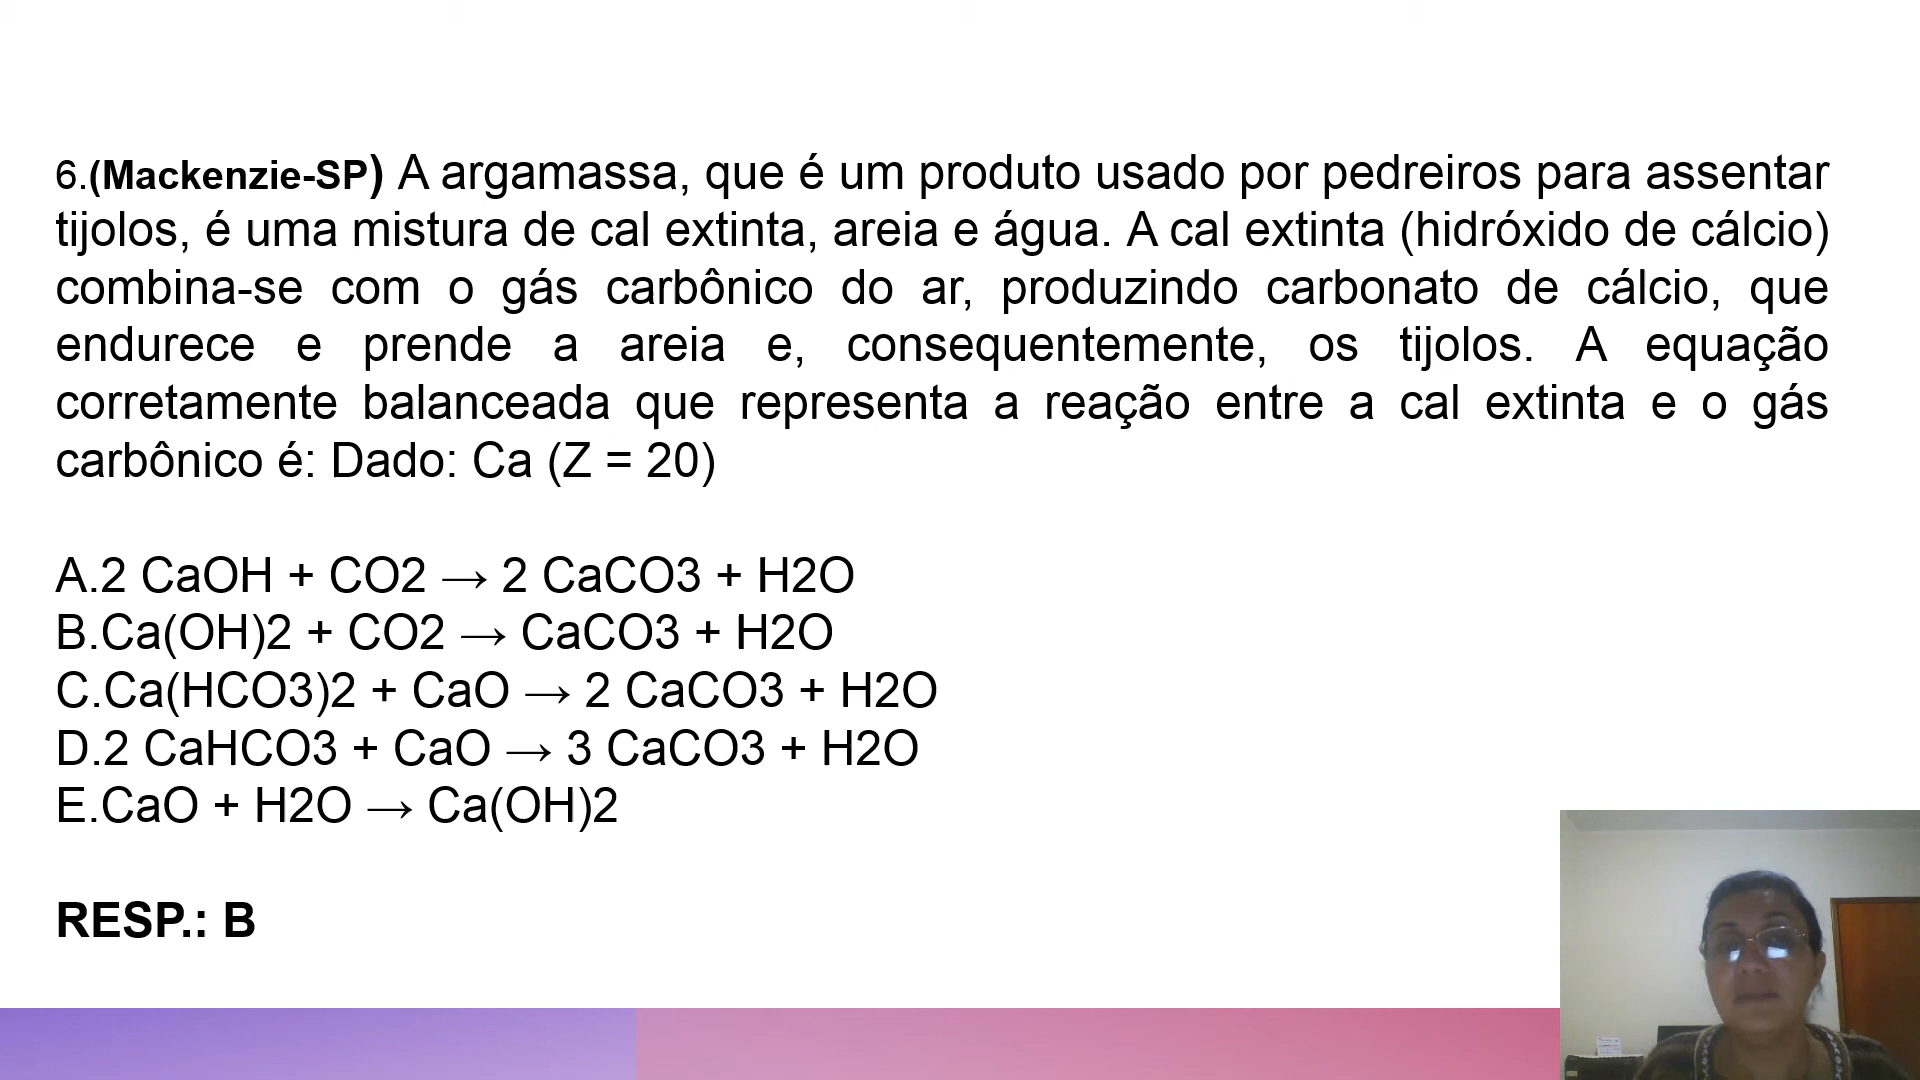 6.(Mackenzie-SP) A argamassa, que é um produto usado por pedreiros para assentar
tijolos, é uma mistura de cal extinta, areia e água. A cal extinta (hidróxido de cálcio)
combina-se com o gás carbônico do ar, produzindo carbonato de cálcio, que
endurece e prende a areia e, consequentemente, os tijolos. A equação
corretamente balanceada que representa a reação entre a cal extinta e o gás
carbônico é: Dado: Ca (Z = 20)
A.2 CaOH + CO2 → 2 CaCO3 + H2O
B.Ca(OH)2 + CO2 → CaCO3 + H2O
C.Ca(HCO3)2 + CaO → 2 CaCO3 + H2O
D.2 CaHCO3 + CaO → 3 CaCO3 + H2O
E.CaO + H2O → Ca(OH)2
RESP.: B